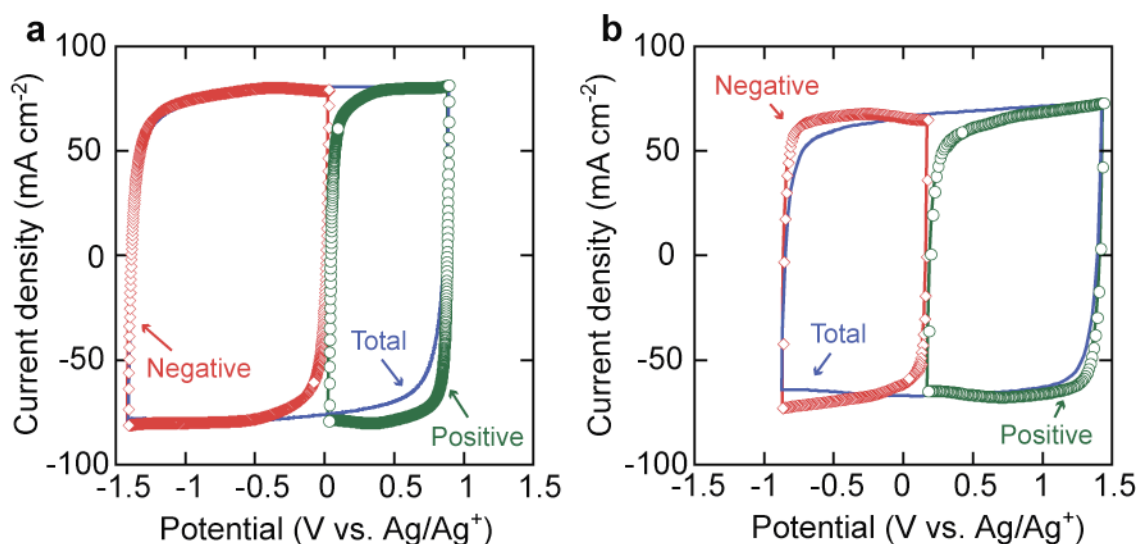 a
100
50
0
-50
-100
Current density (mA cm⁻²)
Negative
Total
Positive
-1.5 -1 -0.5 0 0.5 1 1.5
Potential (V vs. Ag/Ag⁺)
b
100
50
0
-50
-100
Current density (mA cm⁻²)
Negative
Total
Positive
-1.5 -1 -0.5 0 0.5 1 1.5
Potential (V vs. Ag/Ag⁺)